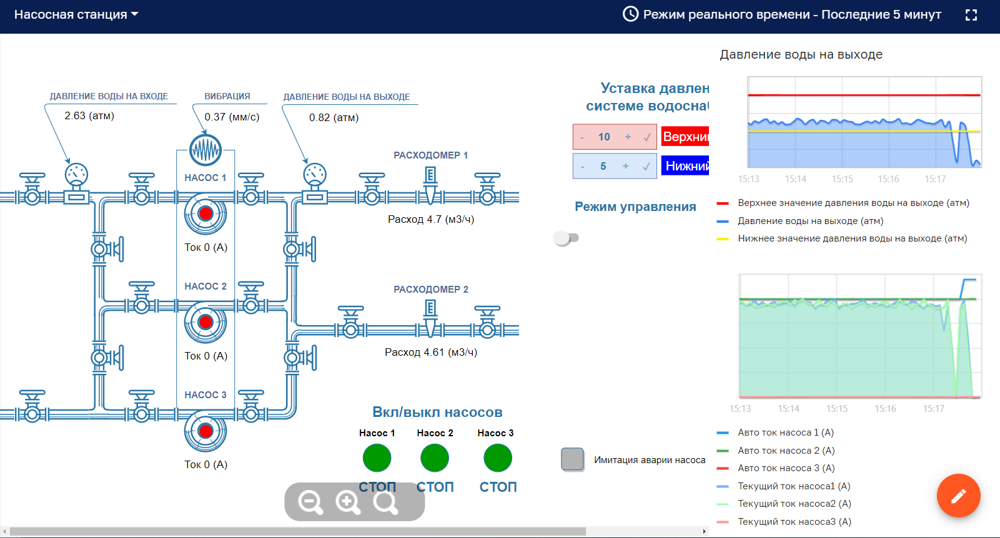 Насосная станция
Режим реального времени - Последние 5 минут
ДАВЛЕНИЕ ВОДЫ НА ВХОДЕ
2.63 (атм)
ВИБРАЦИЯ
0.37 (мм/с)
ДАВЛЕНИЕ ВОДЫ НА ВЫХОДЕ
0.82 (атм)
НАСОС 1
Ток 0 (А)
НАСОС 2
Ток 0 (А)
НАСОС 3
Ток 0 (А)
РАСХОДОМЕР 1
Расход 4.7 (м3/ч)
РАСХОДОМЕР 2
Расход 4.61 (м3/ч)
Вкл/выкл насосов
Насос 1 Насос 2 Насос 3
СТОП СТОП СТОП
Уставка давлен
системе водосна
- 10 + Верхни
- 5 + Нижний
Режим управления
Имитация аварии насоса
Давление воды на выходе
15:13 15:14 15:15 15:16 15:17
Верхнее значение давления воды на выходе (атм)
Давление воды на выходе (атм)
Нижнее значение давления воды на выходе (атм)
15:13 15:14 15:15 15:16 15:17
Авто ток насоса 1 (А)
Авто ток насоса 2 (А)
Авто ток насоса 3 (А)
Текущий ток насоса1 (А)
Текущий ток насоса2 (А)
Текущий ток насоса3 (А)